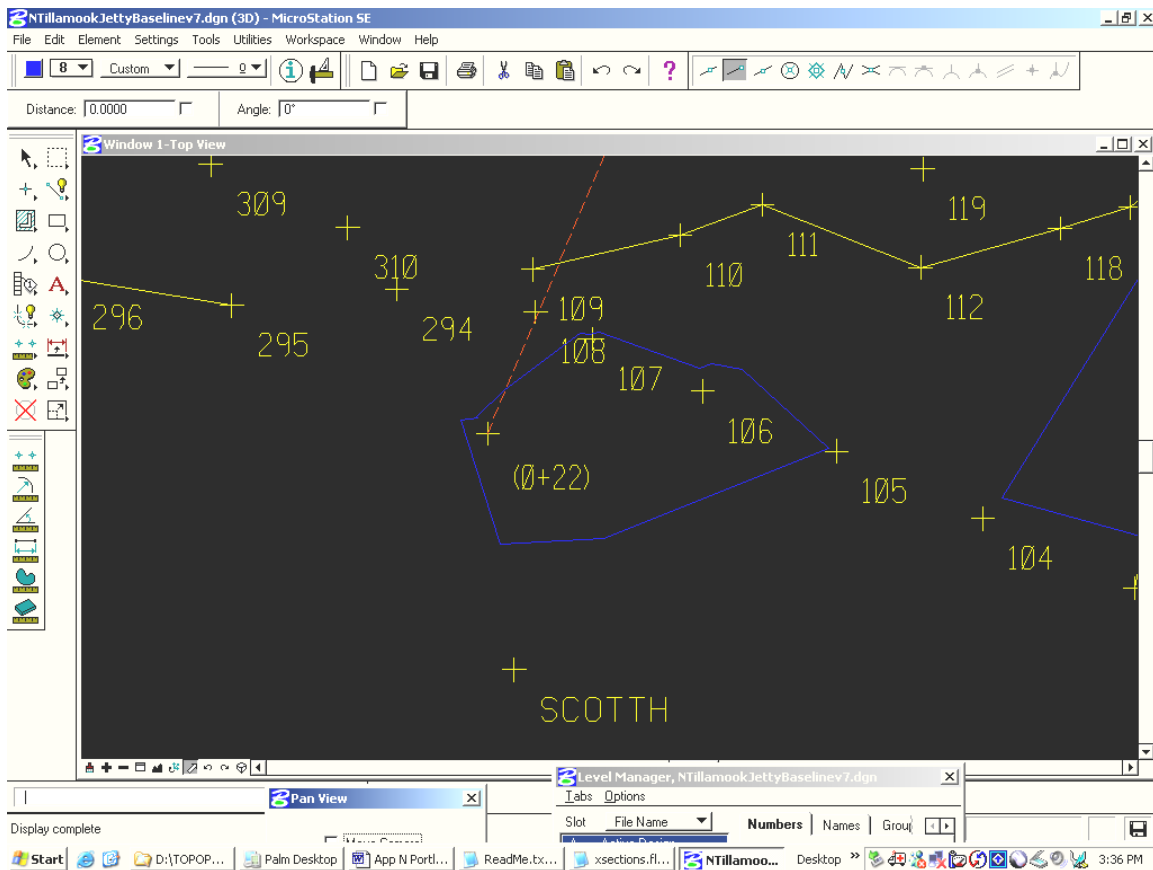 NTillamookJettyBaselinev7.dgn (3D) - MicroStation SE
File Edit Element Settings Tools Utilities Workspace Window Help
8 Custom 0
Distance: 0.0000 Angle: 0°
Window 1-Top View
309
119
111
310
110
118
296
109
112
295
294
108
107
106
(0+22)
105
104
SCOTTH
Level Manager, NTillamookJettyBaselinev7.dgn
Pan View
Tabs Options
Slot File Name Numbers Names Grou
Display complete
Start D:\TOPOP... Palm Desktop App N Portl... ReadMe.tx... xsections.fl... NTillamoo... Desktop » 3:36 PM